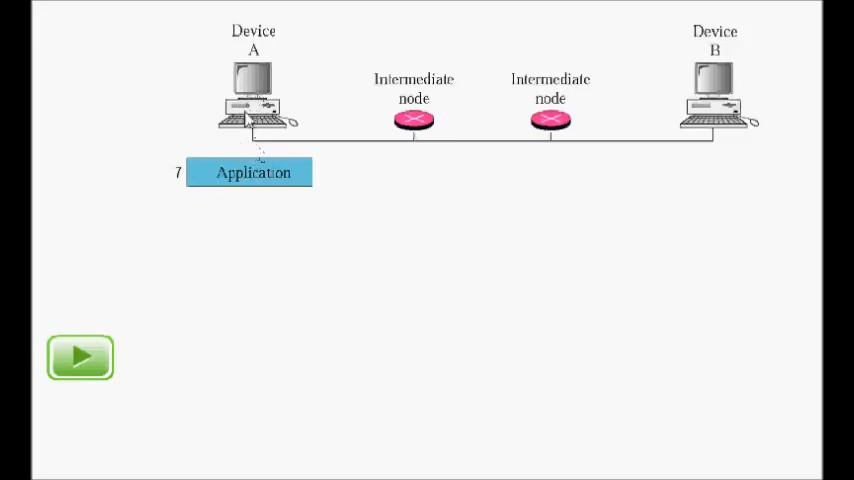 Device
A
Device
B
Intermediate
node
Intermediate
node
7 Application